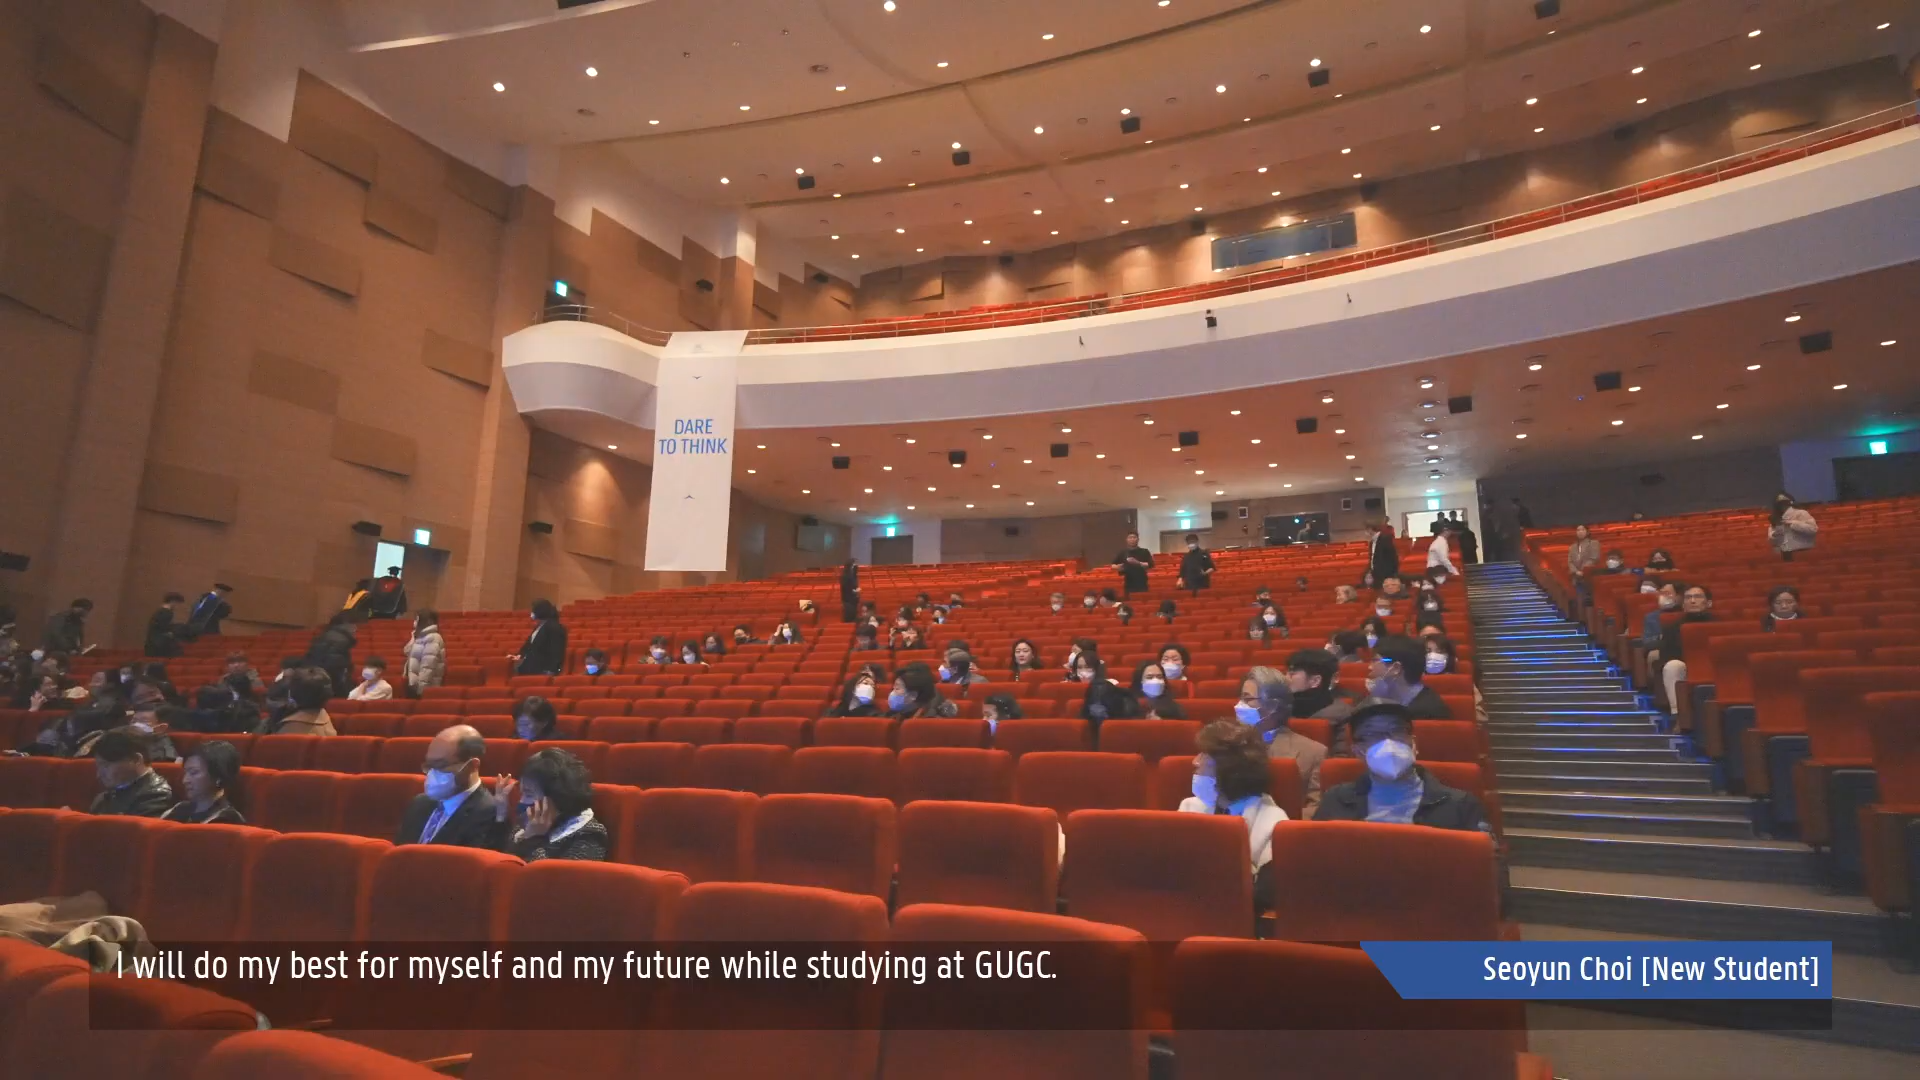 DARE
TO THINK
I will do my best for myself and my future while studying at GUGC.
Seoyun Choi [New Student]